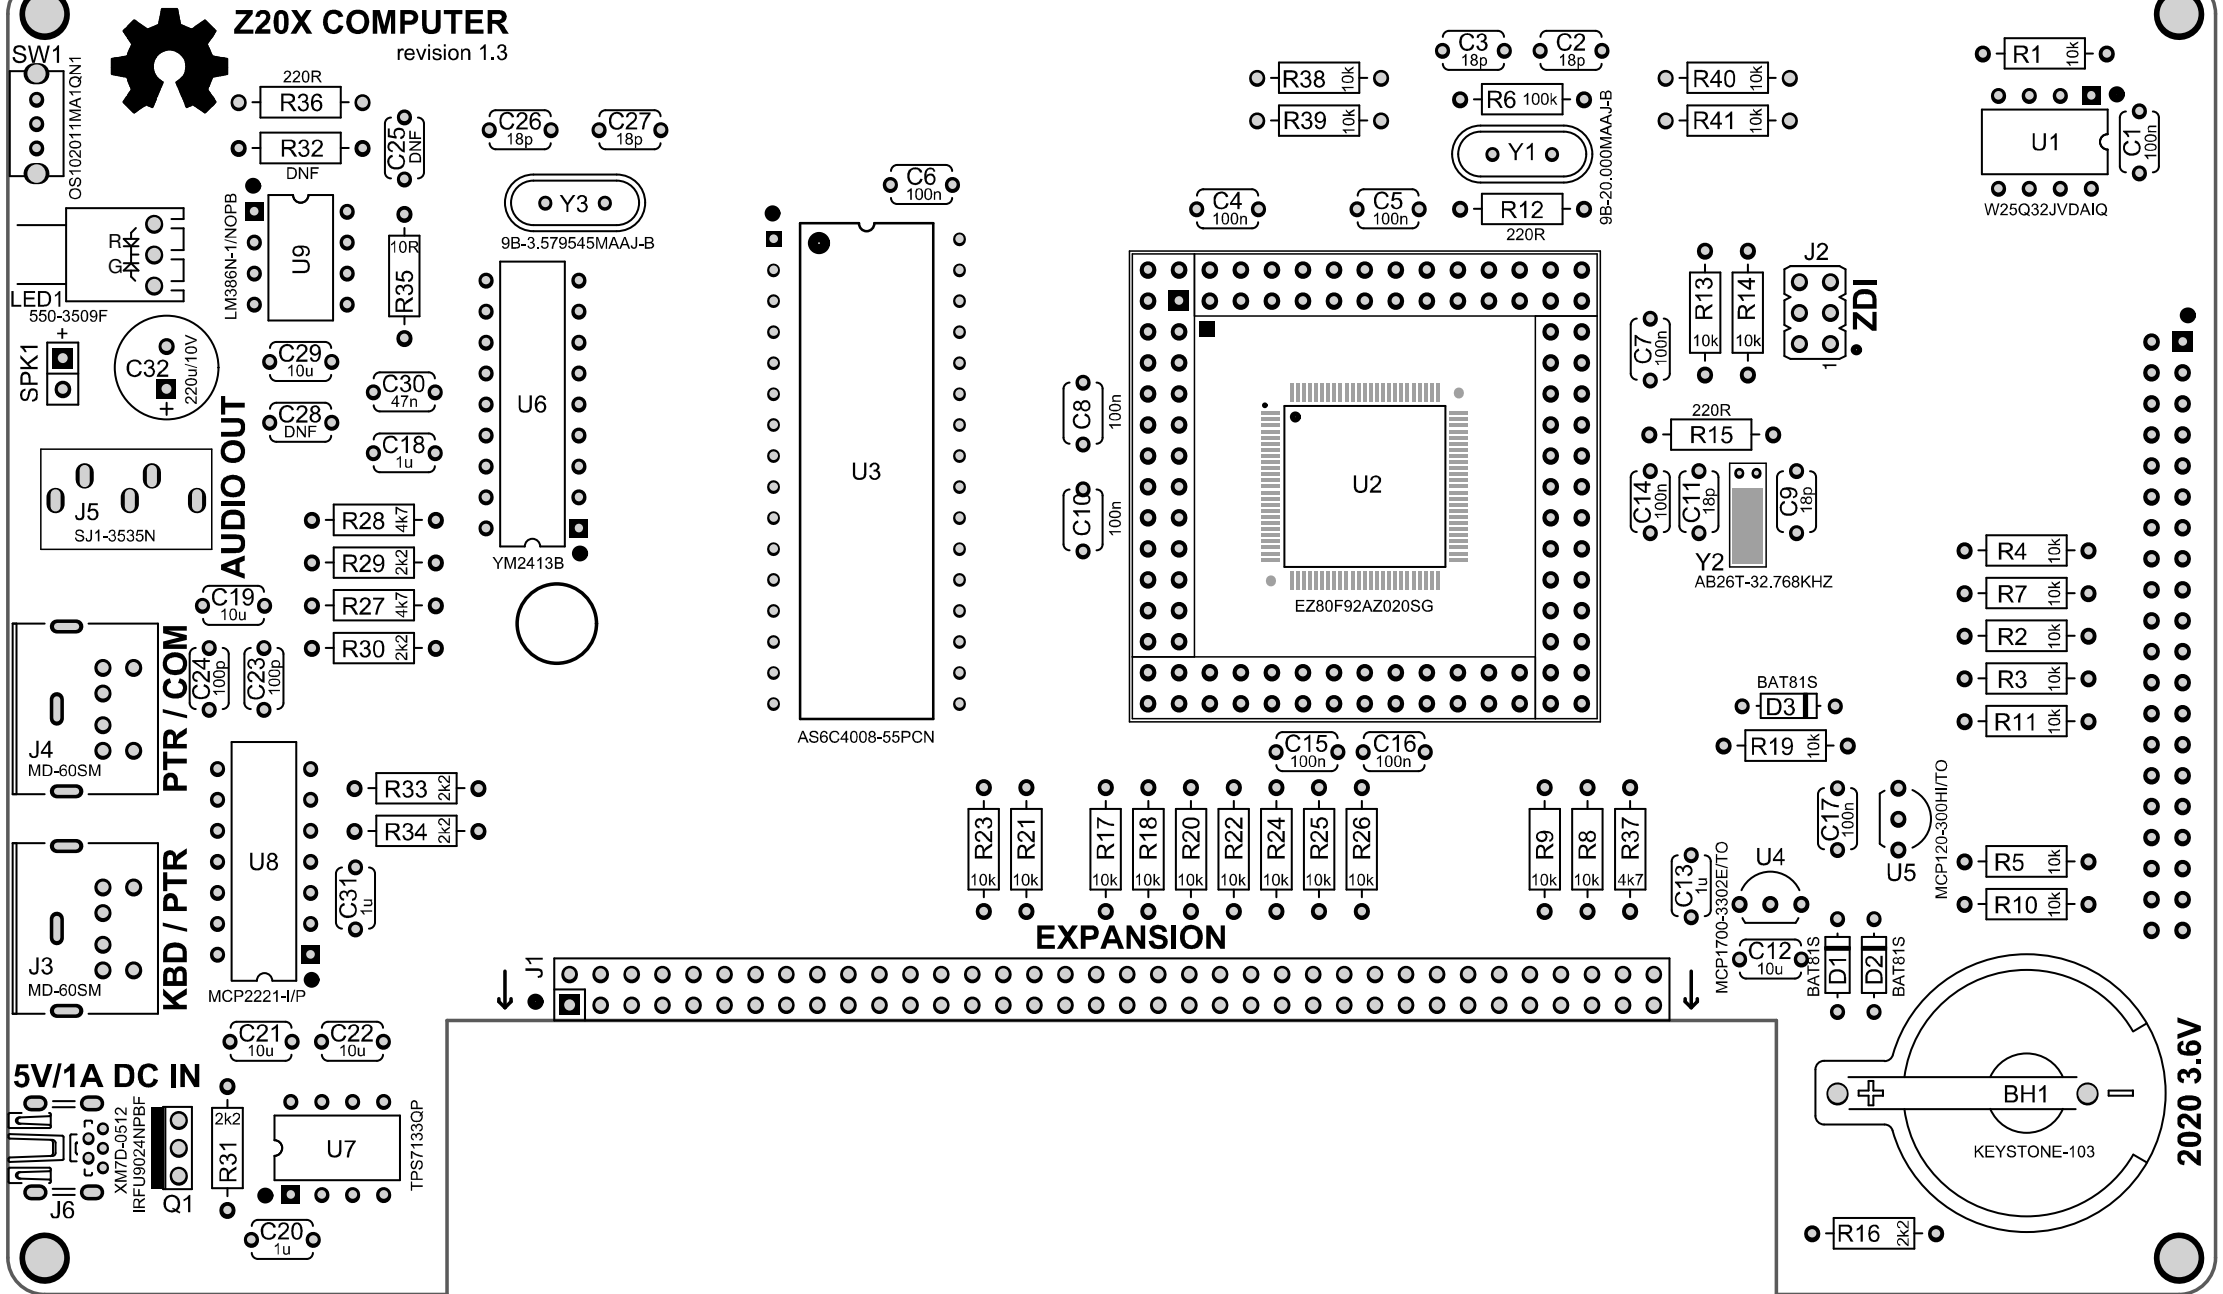 Z20X COMPUTER
revision 1.3
SW1
OS102011MA1QN1
220R
R36
R32
DNF
C25
DNF
C26
18p
C27
18p
Y3
9B-3.579545MAAJ-B
C6
100n
R38 10k
R39 10k
C3
18p
C2
18p
R6 100k
Y1
9B-20.000MAAJ-B
R12
220R
C4
100n
C5
100n
R40 10k
R41 10k
R1 10k
U1
W25Q32JVDAIQ
C1
100n
R
G
LED1
550-3509F
LM386N-1/NOPB
U9
10R
R35
+
SPK1
C32
220u/10V
+
C29
10u
C30
47n
C28
DNF
C18
1u
AUDIO OUT
J5
SJ1-3535N
R28 4k7
R29 2k2
R27 4k7
R30 2k2
U6
YM2413B
U3
AS6C4008-55PCN
C8
100n
C10
100n
U2
EZ80F92AZ020SG
C7
100n
R13
10k
R14
10k
J2
ZDI
1
220R
R15
C14
100n
C11
18p
C9
18p
Y2
AB26T-32.768KHZ
R4 10k
R7 10k
R2 10k
R3 10k
R11 10k
BAT81S
D3
R19 10k
C19
10u
C24
100p
C23
100p
PTR / COM
J4
MD-60SM
R33 2k2
R34 2k2
U8
C31
1u
MCP2221-I/P
KBD / PTR
J3
MD-60SM
C15
100n
C16
100n
R23
10k
R21
10k
R17
10k
R18
10k
R20
10k
R22
10k
R24
10k
R25
10k
R26
10k
R9
10k
R8
10k
R37
4k7
C13
1u
U4
MCP1700-3302E/TO
C17
100n
U5
MCP120-300HI/TO
R5 10k
R10 10k
C12
10u
BAT81S
D1
D2
BAT81S
EXPANSION
J1
C21
10u
C22
10u
5V/1A DC IN
J6
XM7D-0512
IRFU9024NPBF
Q1
2k2
R31
U7
TPS7133QP
C20
1u
+
BH1
−
KEYSTONE-103
R16 2k2
2020 3.6V